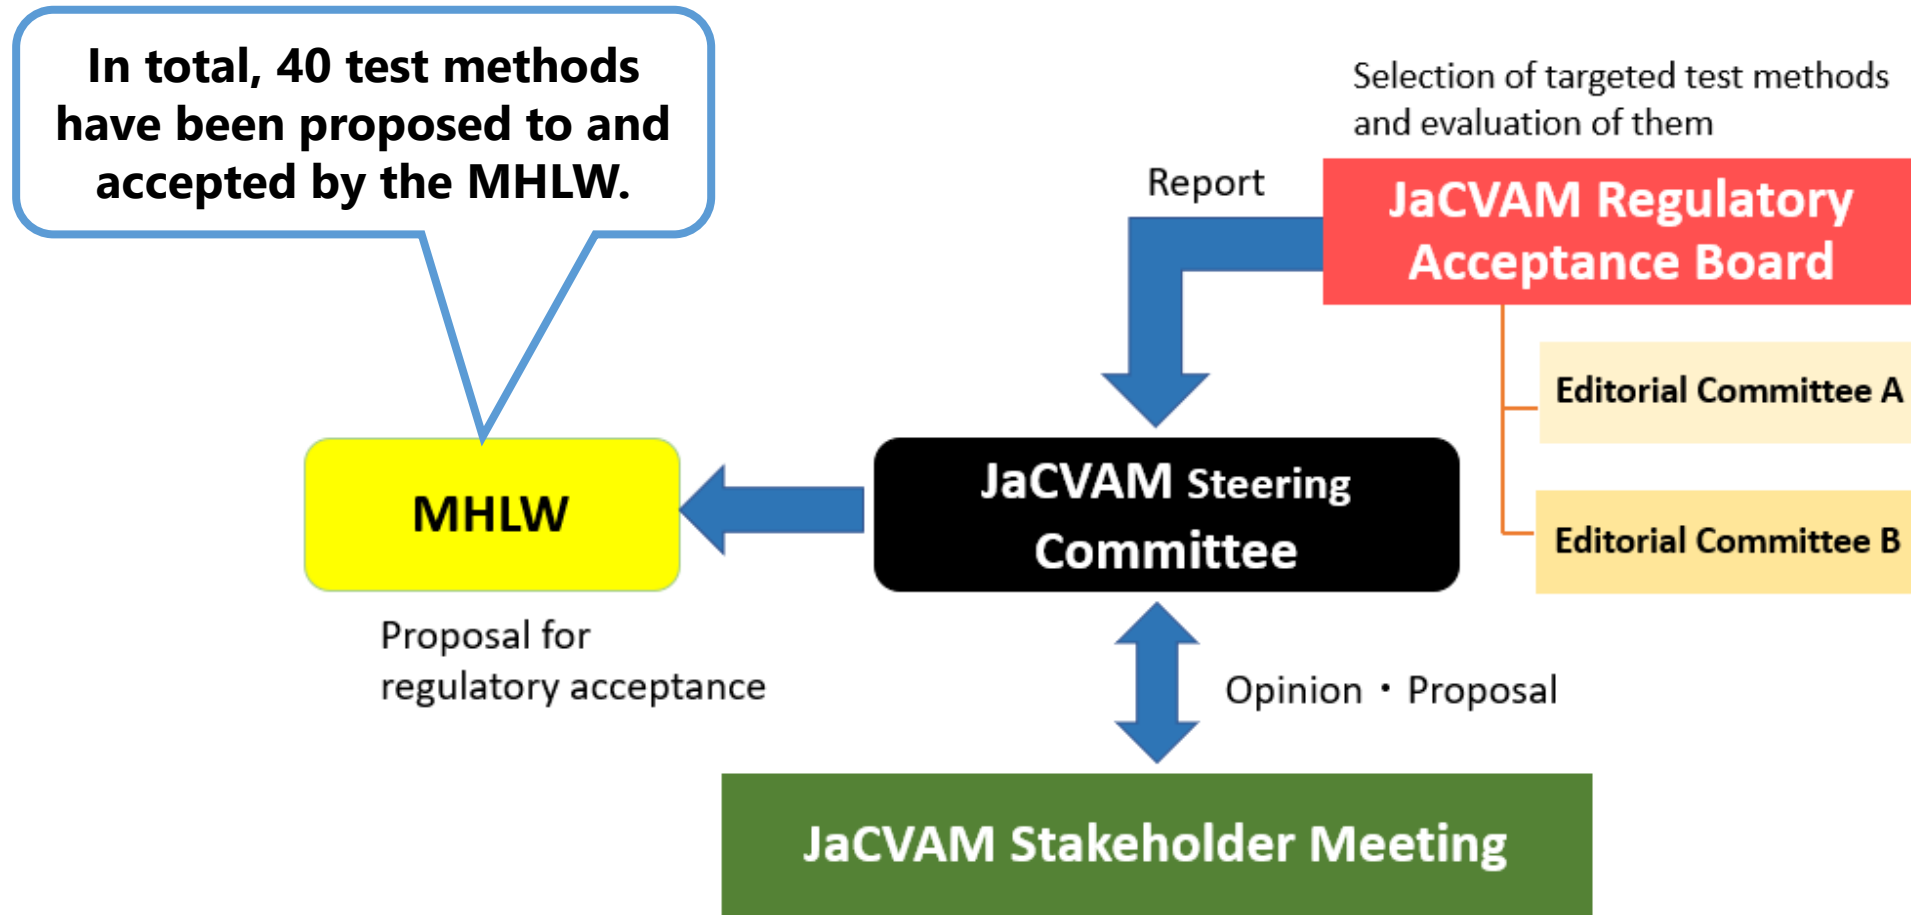 In total, 40 test methods
have been proposed to and
accepted by the MHLW.
Selection of targeted test methods
and evaluation of them
Report
JaCVAM Regulatory
Acceptance Board
Editorial Committee A
Editorial Committee B
MHLW
JaCVAM Steering
Committee
Proposal for
regulatory acceptance
Opinion・Proposal
JaCVAM Stakeholder Meeting